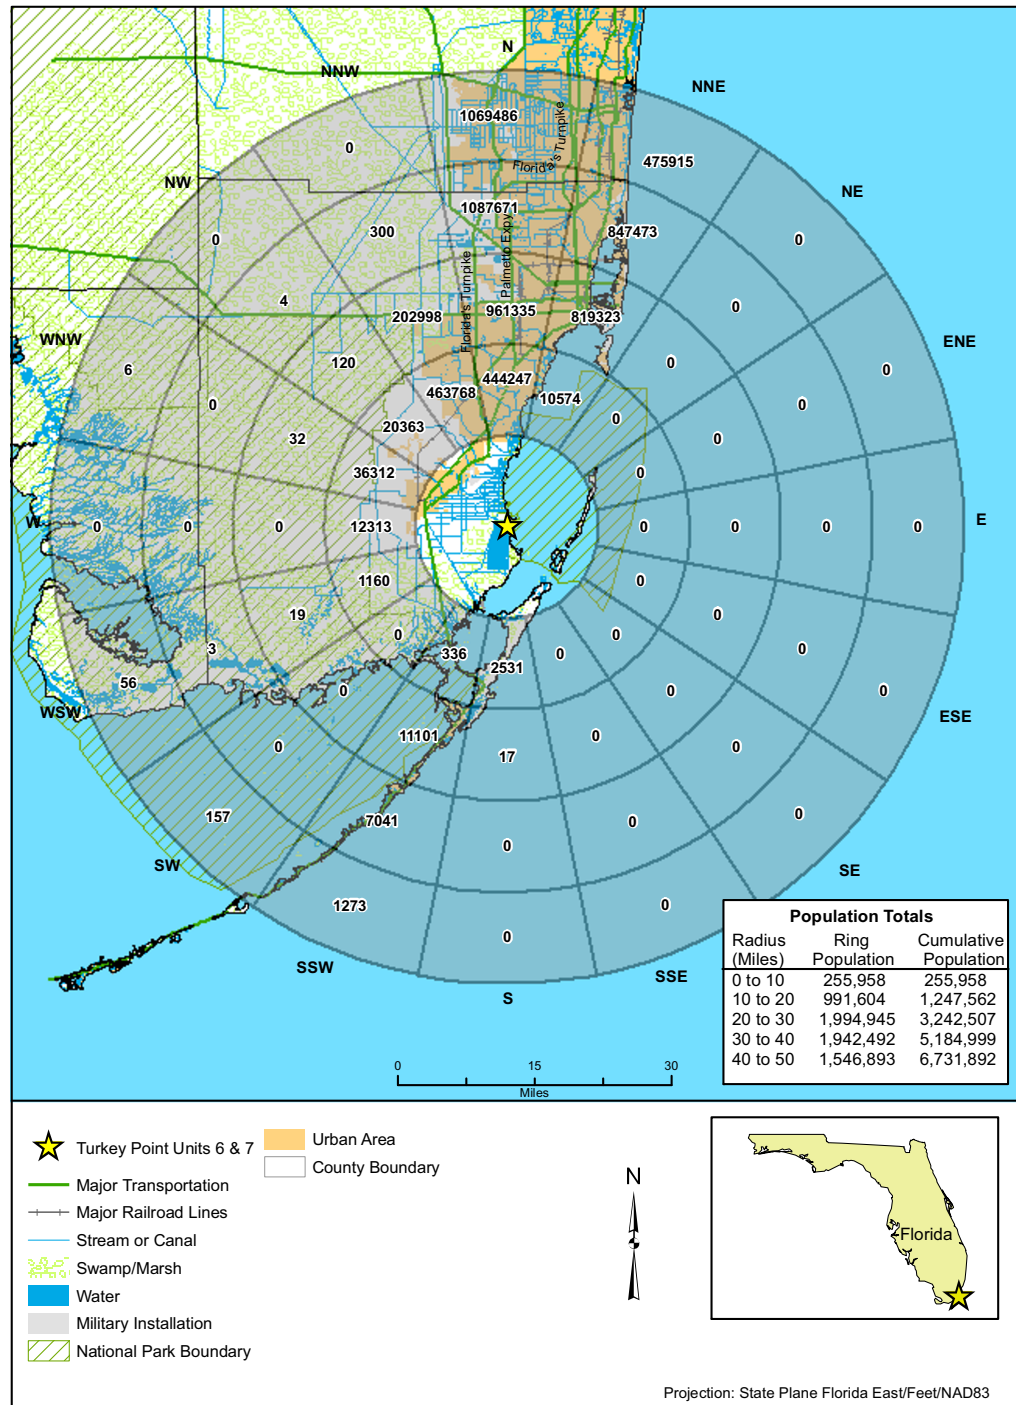 N
NNW
NNE
1069486
Florida's Turnpike
0
475915
NW
NE
1087671
300
847473
0
0
Palmetto Expy
Florida's Turnpike
4
0
202998
961335
819323
WNW
ENE
6
120
0
0
444247
463768
10574
0
0
0
20363
32
0
36312
0
W
0
0
0
12313
0
0
0
0
E
1160
0
19
0
0
0
3
336
2531
0
0
56
0
0
0
WSW
ESE
11101
0
0
0
17
157
7041
0
0
0
SW
SE
1273
0
0
SSW
SSE
S
Population Totals
Radius Ring Cumulative
(Miles) Population Population
0 to 10 255,958 255,958
10 to 20 991,604 1,247,562
20 to 30 1,994,945 3,242,507
30 to 40 1,942,492 5,184,999
40 to 50 1,546,893 6,731,892
0 15 30
Miles
Turkey Point Units 6 & 7
Urban Area
County Boundary
Major Transportation
Major Railroad Lines
Stream or Canal
Swamp/Marsh
Water
Military Installation
National Park Boundary
N
Florida
Projection: State Plane Florida East/Feet/NAD83